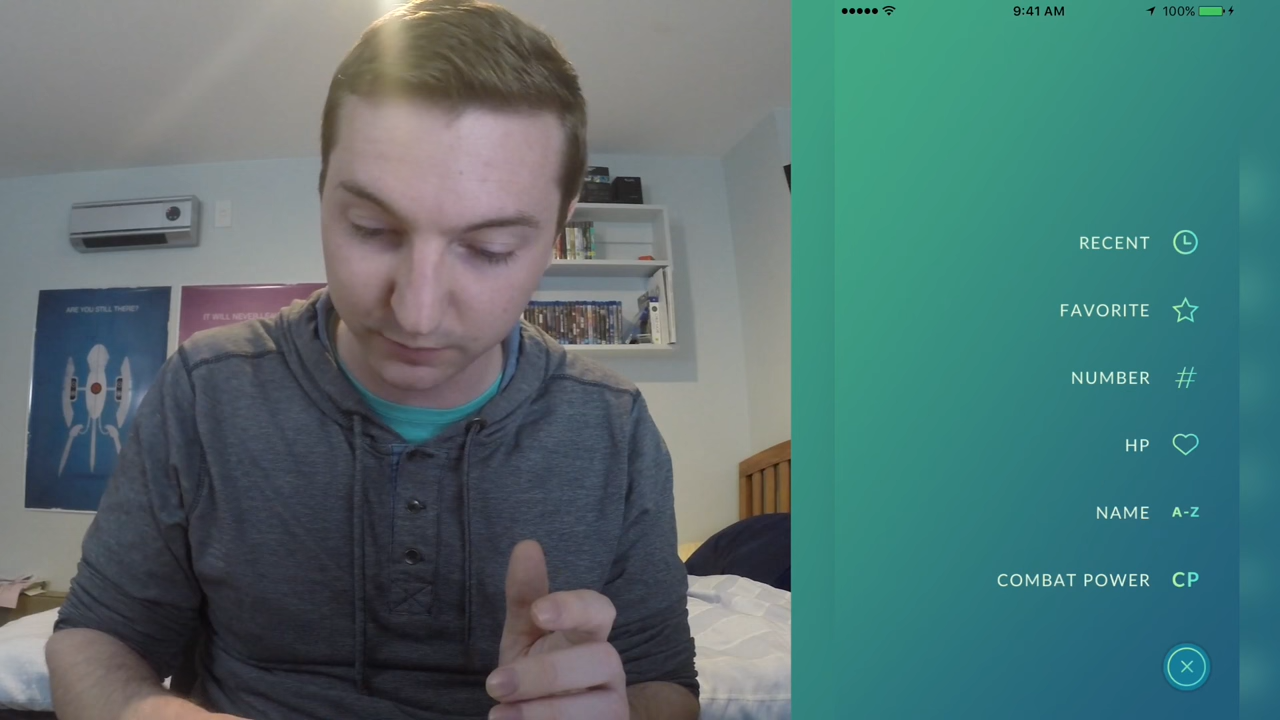 9:41 AM
100%
ARE YOU STILL THERE?
IT WILL NEVER LEA
RECENT
FAVORITE
NUMBER
HP
NAME A-Z
COMBAT POWER CP